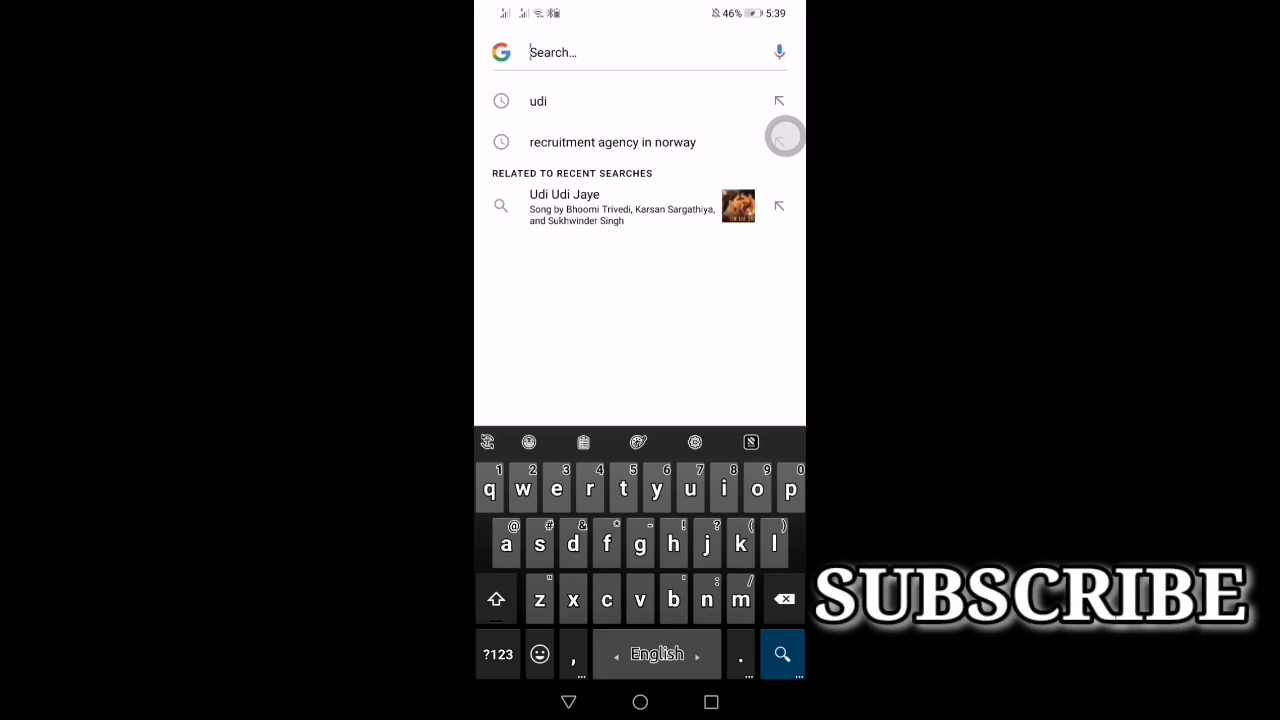 46% 5:39
Search...
udi
recruitment agency in norway
RELATED TO RECENT SEARCHES
Udi Udi Jaye
Song by Bhoomi Trivedi, Karsan Sargathiya,
and Sukhwinder Singh
1 2 3 4 5 6 7 8 9 0
q w e r t y u i o p
@ # & * - ! ? ( )
a s d f g h j k l
" ' : /
z x c v b n m
SUBSCRIBE
?123 , English .